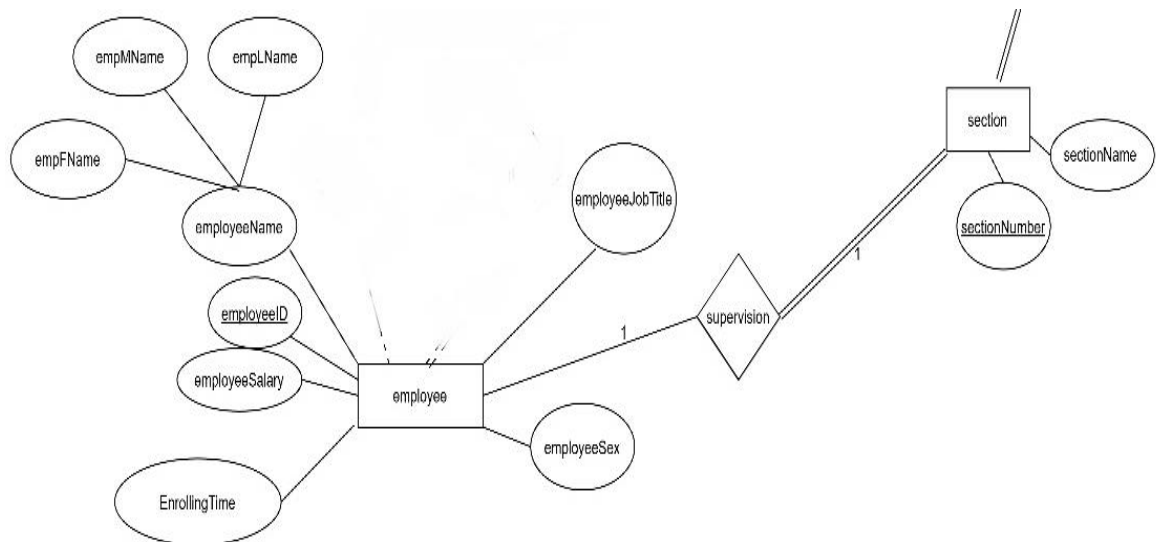 empMName
empLName
empFName
employeeName
employeeJobTitle
section
sectionName
sectionNumber
employeeID
employeeSalary
employee
1
supervision
1
employeeSex
EnrollingTime